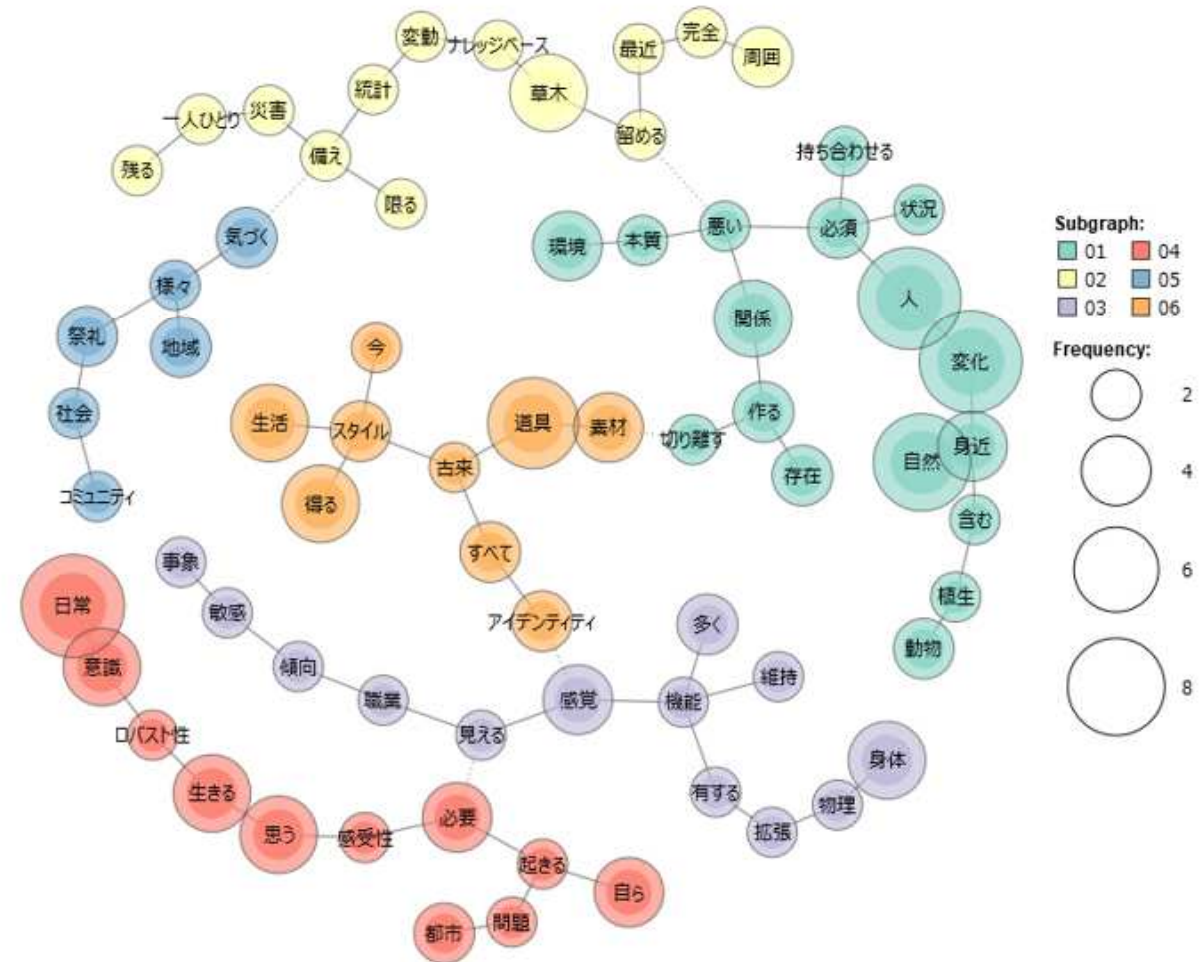 変動
ナレッジベース
最近
完全
周囲
統計
草木
一人ひとり
災害
留める
残る
備え
限る
持ち合わせる
気づく
環境
本質
悪い
必須
状況
様々
人
祭礼
地域
関係
今
変化
社会
生活
スタイル
道具
素材
切り離す
作る
自然
身近
コミュニティ
得る
古来
存在
含む
すべて
事象
敏感
アイデンティティ
植生
動物
日常
意識
傾向
職業
見える
感覚
機能
多く
維持
ロバスト性
生きる
思う
感受性
必要
有する
拡張
物理
身体
起きる
自ら
都市
問題
Subgraph:
01 04
02 05
03 06
Frequency:
2
4
6
8